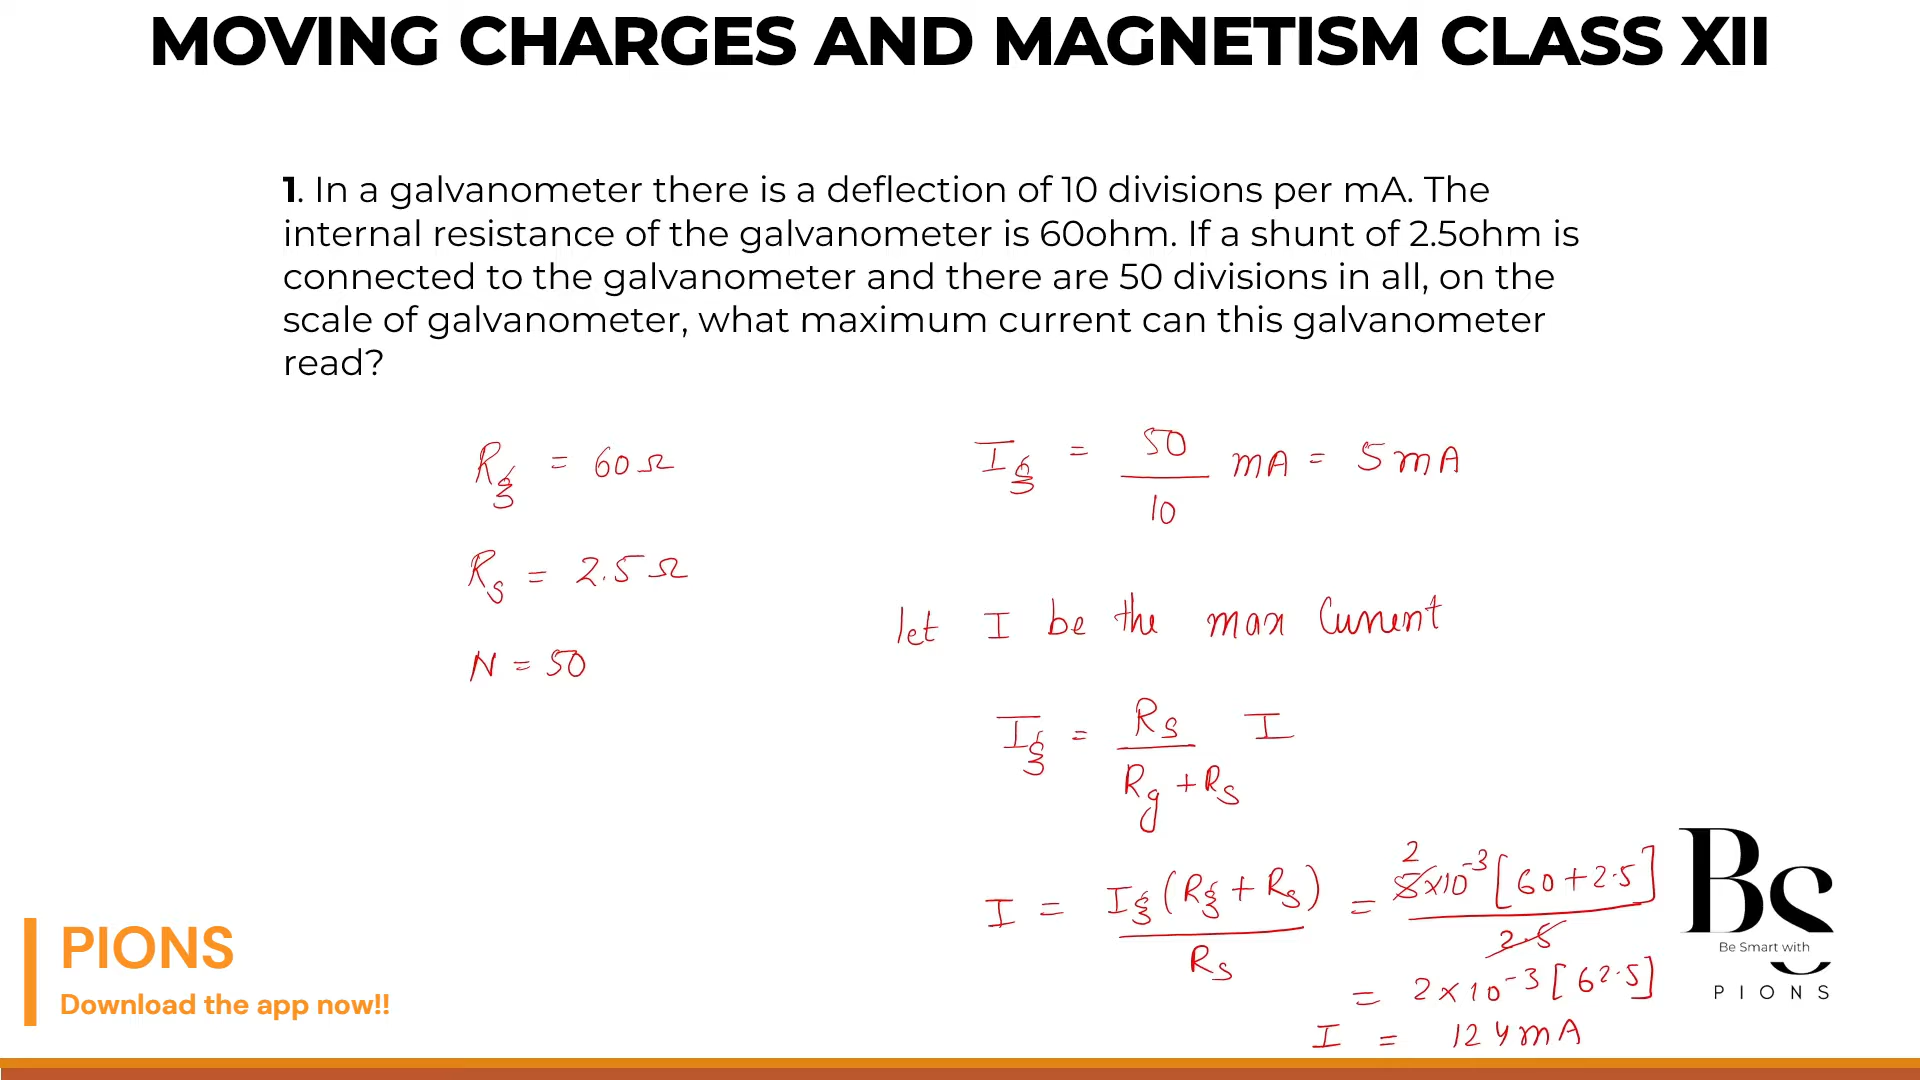 MOVING CHARGES AND MAGNETISM CLASS XII
1. In a galvanometer there is a deflection of 10 divisions per mA. The
internal resistance of the galvanometer is 60ohm. If a shunt of 2.5ohm is
connected to the galvanometer and there are 50 divisions in all, on the
scale of galvanometer, what maximum current can this galvanometer
read?
Rg = 60 Ω
Rs = 2.5 Ω
N = 50
Ig = 50/10 mA = 5 mA
let I be the max Current
Ig = Rs/(Rg + Rs) I
I = Ig (Rg + Rs)/Rs = 2 5×10⁻³ [60 + 2.5]/2.5
= 2 × 10⁻³ [62.5]
I = 124 mA
PIONS
Download the app now!!
Bs
Be Smart with
PIONS